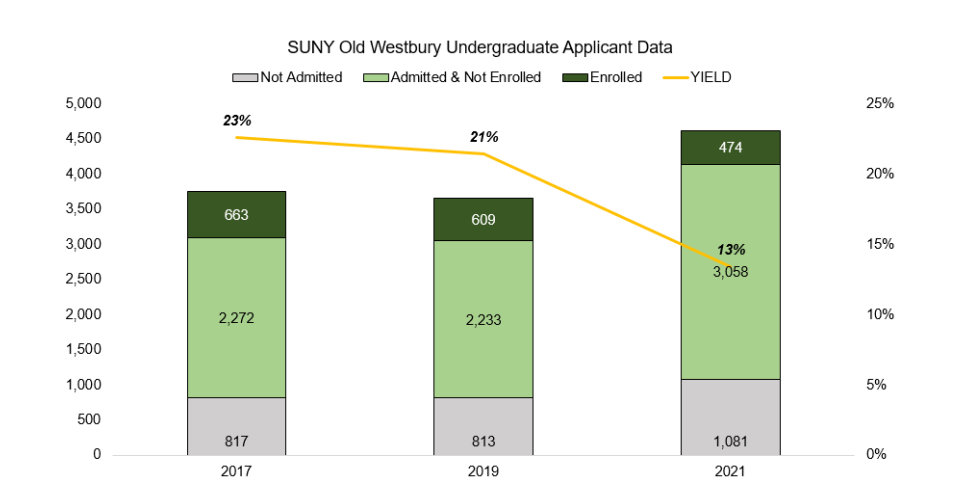 SUNY Old Westbury Undergraduate Applicant Data
Not Admitted Admitted & Not Enrolled Enrolled YIELD
5,000 25%
23%
4,500 21% 474
4,000 20%
3,500 663 609
3,000 15%
13%
2,500 3,058
2,000 2,272 2,233 10%
1,500
1,000 5%
500 817 813 1,081
0 0%
2017 2019 2021